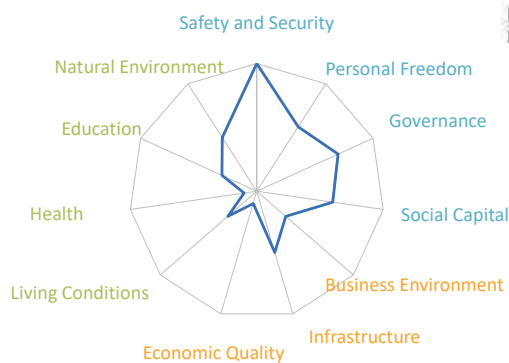 Safety and Security
Natural Environment
Personal Freedom
Education
Governance
Health
Social Capital
Living Conditions
Business Environment
Economic Quality
Infrastructure